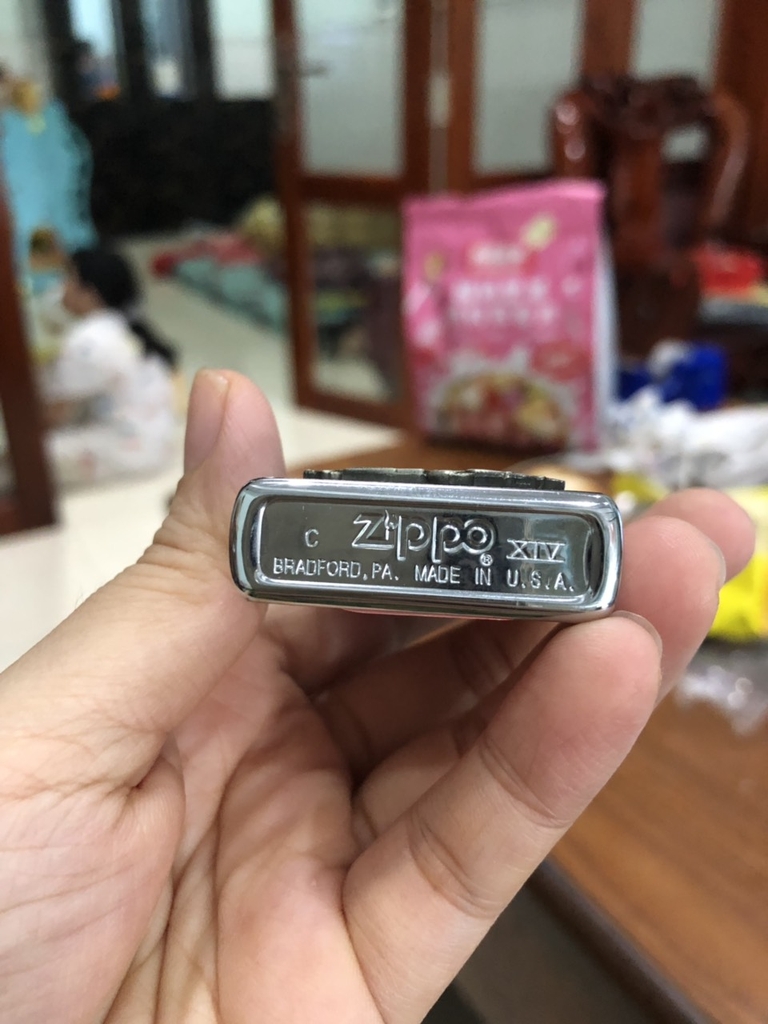 C Zippo® XIV
BRADFORD, PA. MADE IN U.S.A.